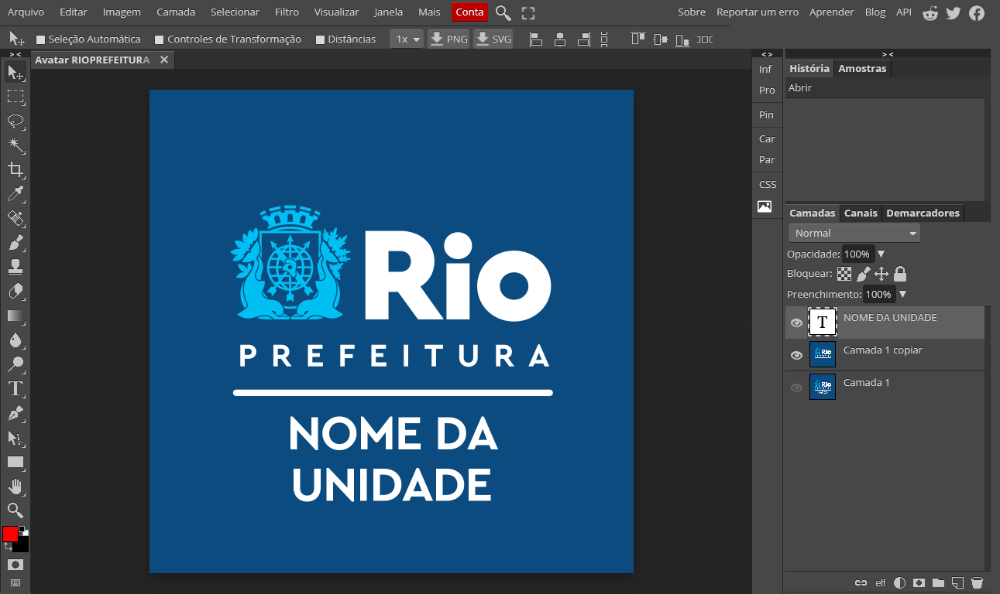 Arquivo Editar Imagem Camada Selecionar Filtro Visualizar Janela Mais Conta Sobre Reportar um erro Aprender Blog API
Seleção Automática Controles de Transformação Distâncias 1x PNG SVG
Avatar RIOPREFEITURA
Rio
PREFEITURA
NOME DA
UNIDADE
Inf
Pro
Pin
Car
Par
CSS
História Amostras
Abrir
Camadas Canais Demarcadores
Normal
Opacidade: 100%
Bloquear:
Preenchimento: 100%
T NOME DA UNIDADE
Camada 1 copiar
Camada 1
eff